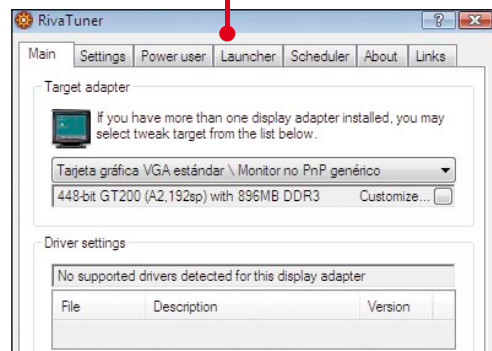 RivaTuner
Main Settings Power user Launcher Scheduler About Links
Target adapter
If you have more than one display adapter installed, you may
select tweak target from the list below.
Tarjeta gráfica VGA estándar \ Monitor no PnP genérico
448-bit GT200 (A2,192sp) with 896MB DDR3 Customize...
Driver settings
No supported drivers detected for this display adapter
File Description Version